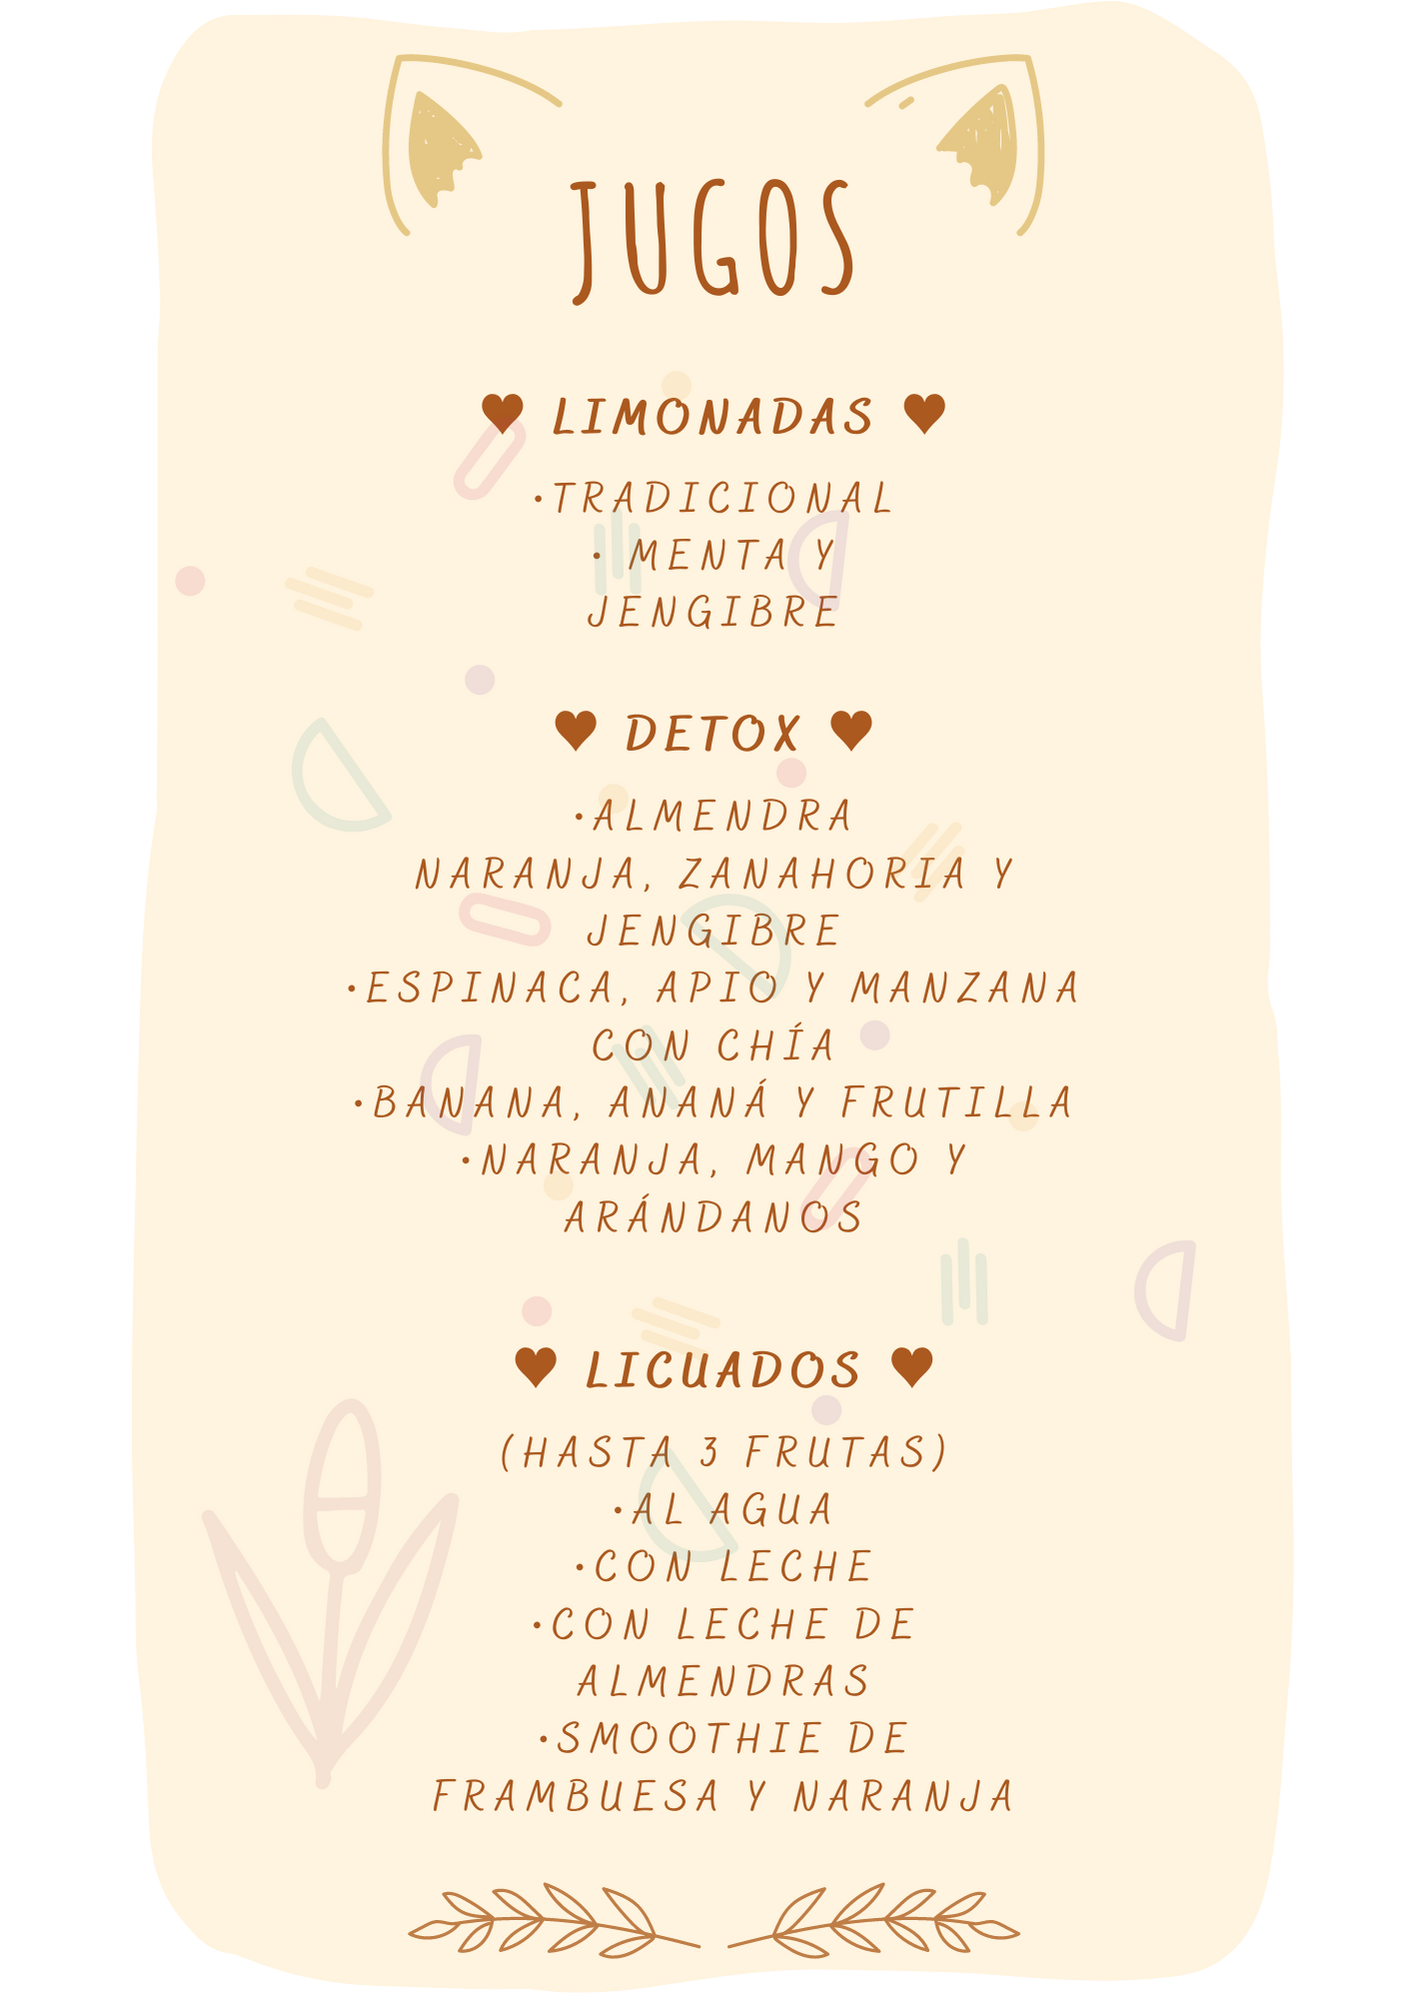 JUGOS
♥ LIMONADAS ♥
•TRADICIONAL
• MENTA Y
JENGIBRE
♥ DETOX ♥
•ALMENDRA
NARANJA, ZANAHORIA Y
JENGIBRE
•ESPINACA, APIO Y MANZANA
CON CHÍA
•BANANA, ANANÁ Y FRUTILLA
•NARANJA, MANGO Y
ARÁNDANOS
♥ LICUADOS ♥
(HASTA 3 FRUTAS)
•AL AGUA
•CON LECHE
•CON LECHE DE
ALMENDRAS
•SMOOTHIE DE
FRAMBUESA Y NARANJA